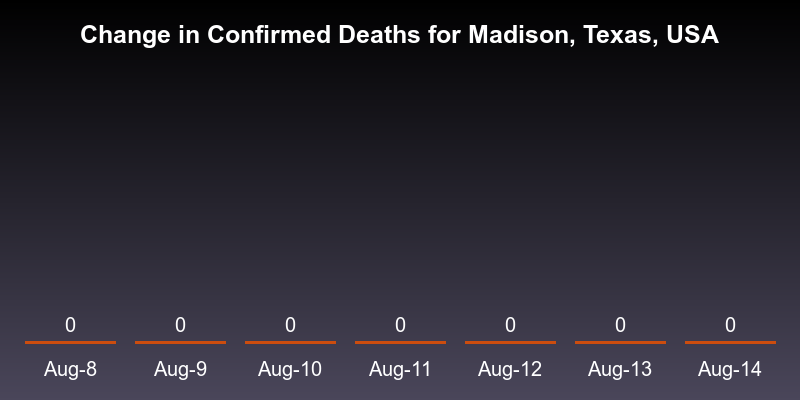 Change in Confirmed Deaths for Madison, Texas, USA
0 0 0 0 0 0 0
Aug-8 Aug-9 Aug-10 Aug-11 Aug-12 Aug-13 Aug-14